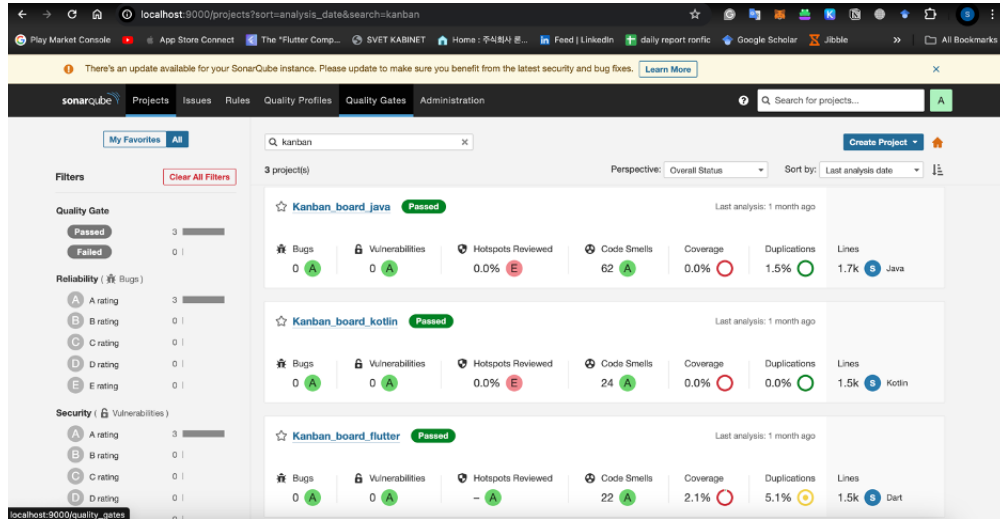 localhost:9000/projects?sort=analysis_date&search=kanban
Play Market Console App Store Connect The "Flutter Comp... SVET KABINET Home : 주식회사 론... Feed | LinkedIn daily report ronfic Google Scholar Jibble » All Bookmarks
There's an update available for your SonarQube instance. Please update to make sure you benefit from the latest security and bug fixes. Learn More
sonarqube Projects Issues Rules Quality Profiles Quality Gates Administration Search for projects... A
My Favorites All
kanban
Create Project
3 project(s)
Perspective: Overall Status Sort by: Last analysis date
Filters Clear All Filters
Quality Gate
Passed 3
Failed 0
Reliability ( Bugs )
A A rating 3
B B rating 0
C C rating 0
D D rating 0
E E rating 0
Security ( Vulnerabilities )
A A rating 3
B B rating 0
C C rating 0
D D rating 0
localhost:9000/quality_gates
Kanban_board_java Passed Last analysis: 1 month ago
Bugs Vulnerabilities Hotspots Reviewed Code Smells Coverage Duplications Lines
0 A 0 A 0.0% E 62 A 0.0% 1.5% 1.7k S Java
Kanban_board_kotlin Passed Last analysis: 1 month ago
Bugs Vulnerabilities Hotspots Reviewed Code Smells Coverage Duplications Lines
0 A 0 A 0.0% E 24 A 0.0% 0.0% 1.5k S Kotlin
Kanban_board_flutter Passed Last analysis: 1 month ago
Bugs Vulnerabilities Hotspots Reviewed Code Smells Coverage Duplications Lines
0 A 0 A – A 22 A 2.1% 5.1% 1.5k S Dart